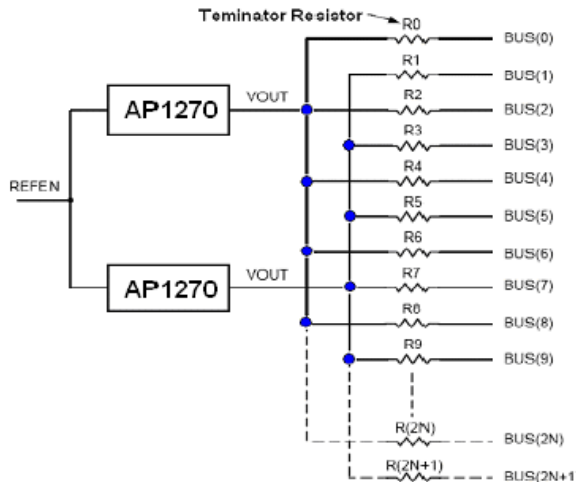 Teminator Resistor
R0 BUS(0)
R1 BUS(1)
AP1270 VOUT R2 BUS(2)
R3 BUS(3)
R4 BUS(4)
REFEN
R5 BUS(5)
R6 BUS(6)
AP1270 VOUT R7 BUS(7)
R8 BUS(8)
R9 BUS(9)
R(2N) BUS(2N)
R(2N+1) BUS(2N+1